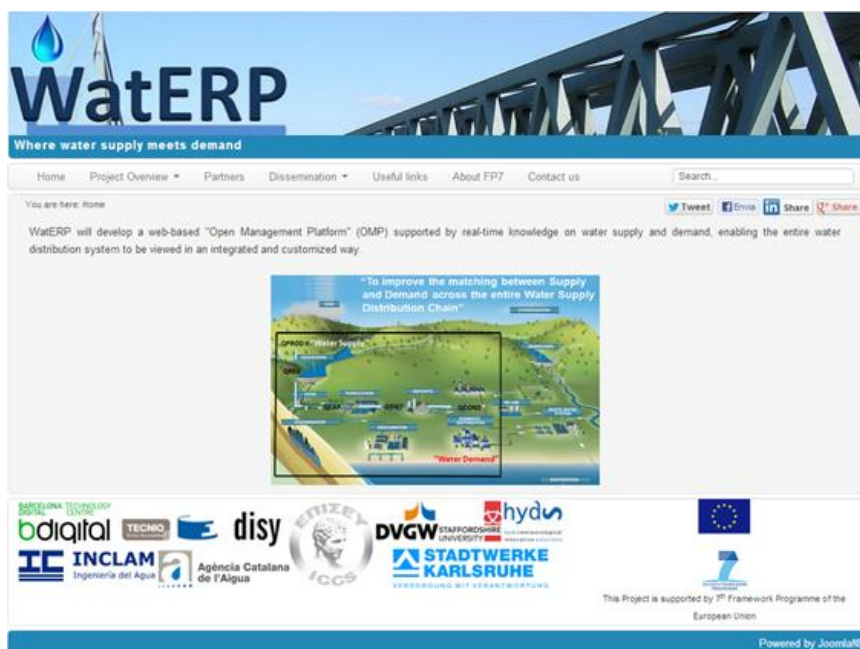 WatERP
Where water supply meets demand
Home Project Overview Partners Dissemination Useful links About FP7 Contact us Search...
You are here: Home
Tweet Envia in Share g+ Share
WatERP will develop a web-based "Open Management Platform" (OMP) supported by real-time knowledge on water supply and demand, enabling the entire water
distribution system to be viewed in an integrated and customized way.
"To improve the matching between Supply
and Demand across the entire Water Supply
Distribution Chain"
"Water Supply"
"Water Demand"
BARCELONA TECHNOLOGY
DIGITAL CENTRE
bdigital
TECNIO
disy
ΕΠΙΣΕΥ
ICCS
DVGW
STAFFORDSHIRE
UNIVERSITY
hyds
hydrometeorological
innovative solutions
INCLAM
Ingeniería del Agua
Agència Catalana
de l'Aigua
STADTWERKE
KARLSRUHE
VERSORGUNG MIT VERANTWORTUNG
7
This Project is supported by 7th Framework Programme of the
European Union
Powered by Joomla!®